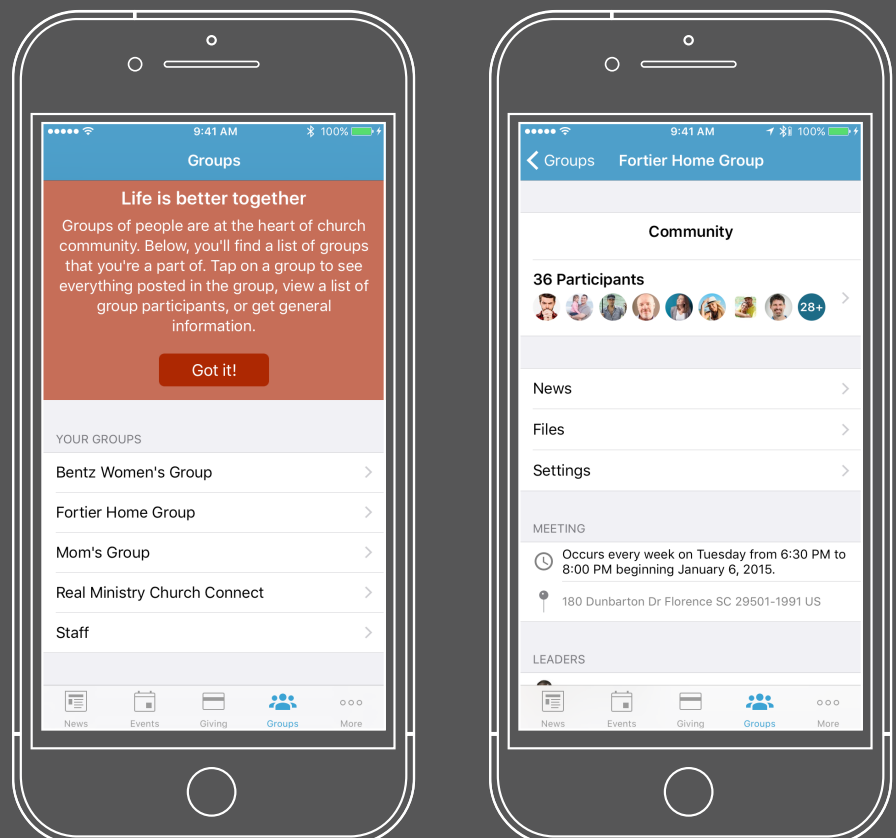 9:41 AM
100%
Groups
Life is better together
Groups of people are at the heart of church
community. Below, you'll find a list of groups
that you're a part of. Tap on a group to see
everything posted in the group, view a list of
group participants, or get general
information.
Got it!
YOUR GROUPS
Bentz Women's Group
Fortier Home Group
Mom's Group
Real Ministry Church Connect
Staff
News
Events
Giving
Groups
More
9:41 AM
100%
Groups
Fortier Home Group
Community
36 Participants
28+
News
Files
Settings
MEETING
Occurs every week on Tuesday from 6:30 PM to
8:00 PM beginning January 6, 2015.
180 Dunbarton Dr Florence SC 29501-1991 US
LEADERS
News
Events
Giving
Groups
More